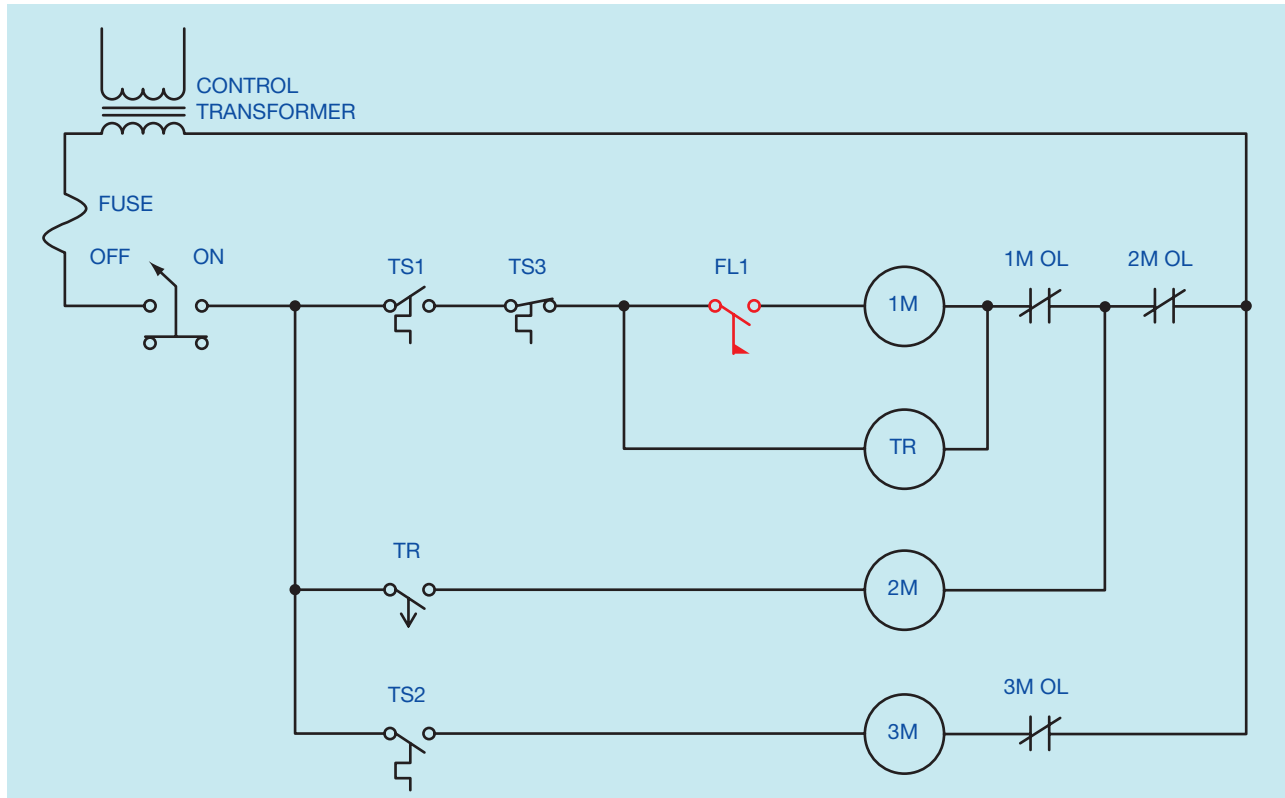 CONTROL
TRANSFORMER
FUSE
OFF
ON
TS1
TS3
FL1
1M
1M OL
2M OL
TR
TR
2M
TS2
3M
3M OL